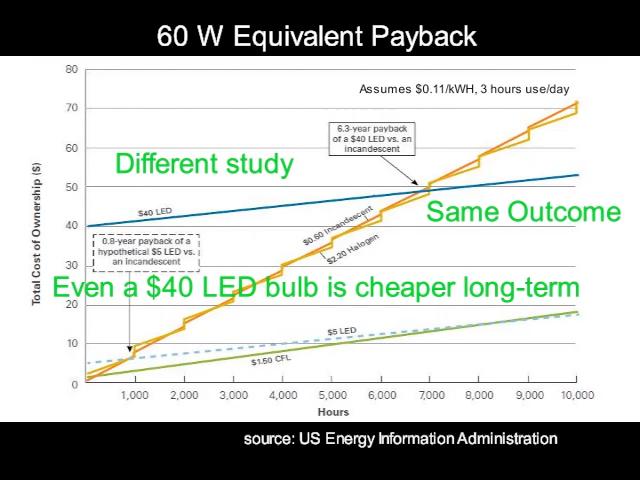 60 W Equivalent Payback
80
Assumes $0.11/kWH, 3 hours use/day
70
6.3-year payback
of a $40 LED vs. an
incandescent
60
Different study
50
$40 LED
Same Outcome
40
$0.60 Incandescent
$2.20 Halogen
0.8-year payback of a
hypothetical $5 LED vs.
an incandescent
30
Even a $40 LED bulb is cheaper long-term
20
$5 LED
10
$1.50 CFL
0
Total Cost of Ownership ($)
1,000 2,000 3,000 4,000 5,000 6,000 7,000 8,000 9,000 10,000
Hours
source: US Energy Information Administration